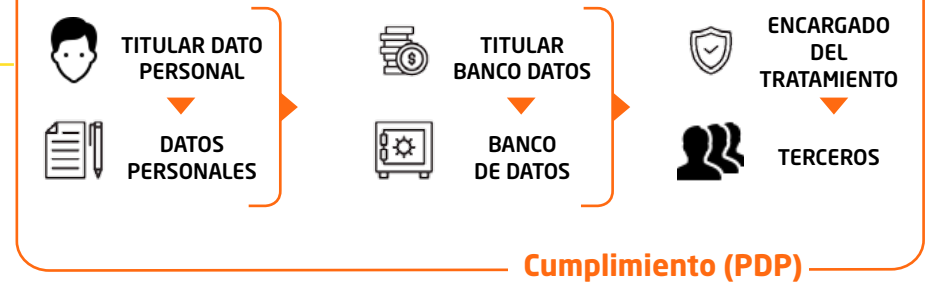 TITULAR DATO
PERSONAL
DATOS
PERSONALES
TITULAR
BANCO DATOS
BANCO
DE DATOS
ENCARGADO
DEL
TRATAMIENTO
TERCEROS
Cumplimiento (PDP)